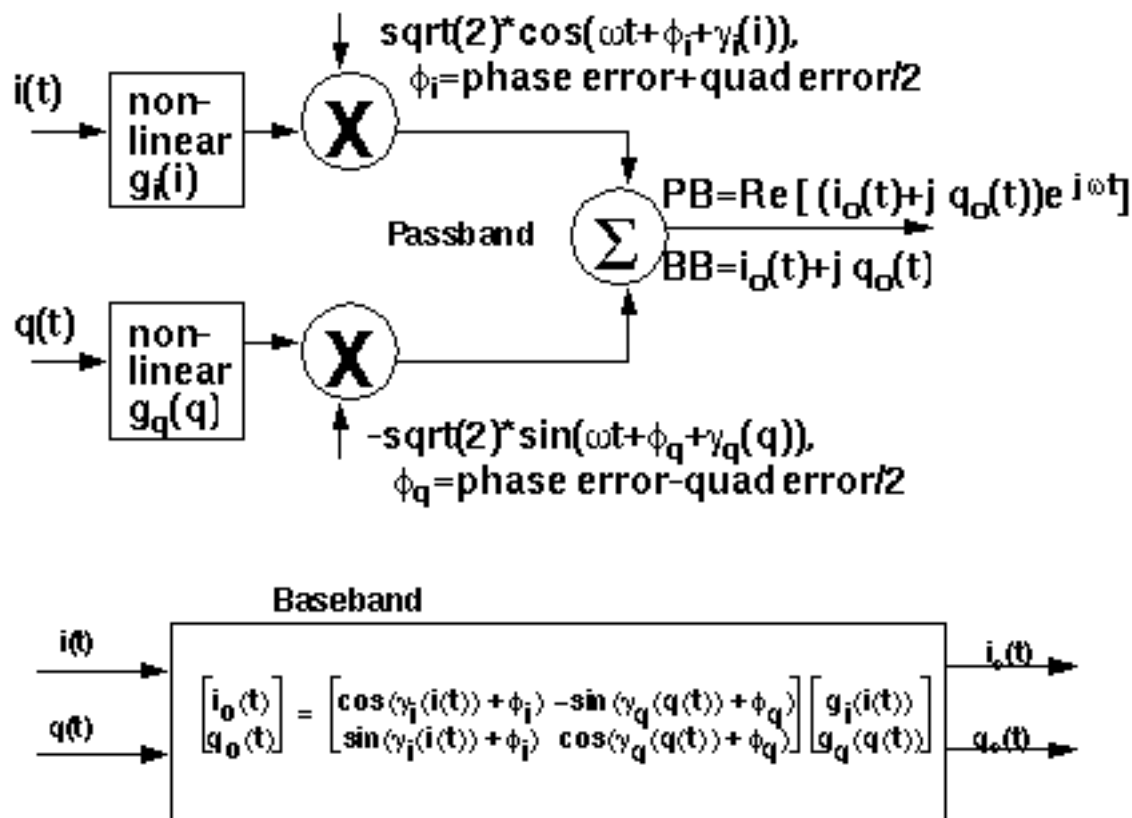 sqrt(2)*cos(ωt+ϕi+γi(i)),
ϕi=phase error+quad error/2
i(t)
non-
linear
gi(i)
X
Passband
Σ
PB=Re[ (io(t)+j qo(t))e j ωt]
BB=io(t)+j qo(t)
q(t)
non-
linear
gq(q)
X
-sqrt(2)*sin(ωt+ϕq+γq(q)),
ϕq=phase error-quad error/2
Baseband
i(t)
q(t)
[io(t)] = [cos(γi(i(t))+ϕi) -sin(γq(q(t))+ϕq)] [gi(i(t))]
[qo(t)] [sin(γi(i(t))+ϕi) cos(γq(q(t))+ϕq)] [gq(q(t))]
io(t)
qo(t)